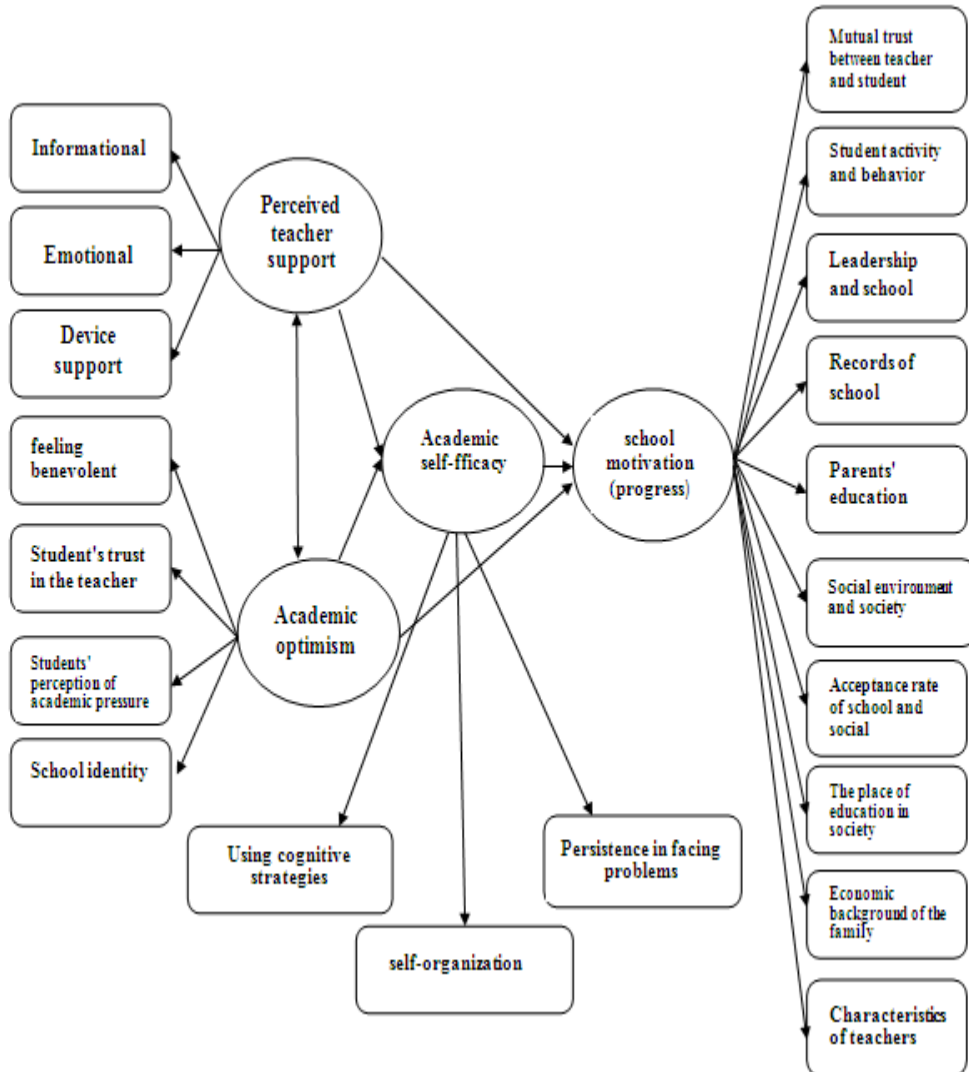 Informational
Emotional
Device
support
feeling
benevolent
Student's trust
in the teacher
Students'
perception of
academic pressure
School identity
Perceived
teacher
support
Academic
optimism
Academic
self-fficacy
school
motivation
(progress)
Using cognitive
strategies
self-organization
Persistence in facing
problems
Mutual trust
between teacher
and student
Student activity
and behavior
Leadership
and school
Records of
school
Parents'
education
Social environment
and society
Acceptance rate
of school and
social
The place of
education in
society
Economic
background of the
family
Characteristics
of teachers